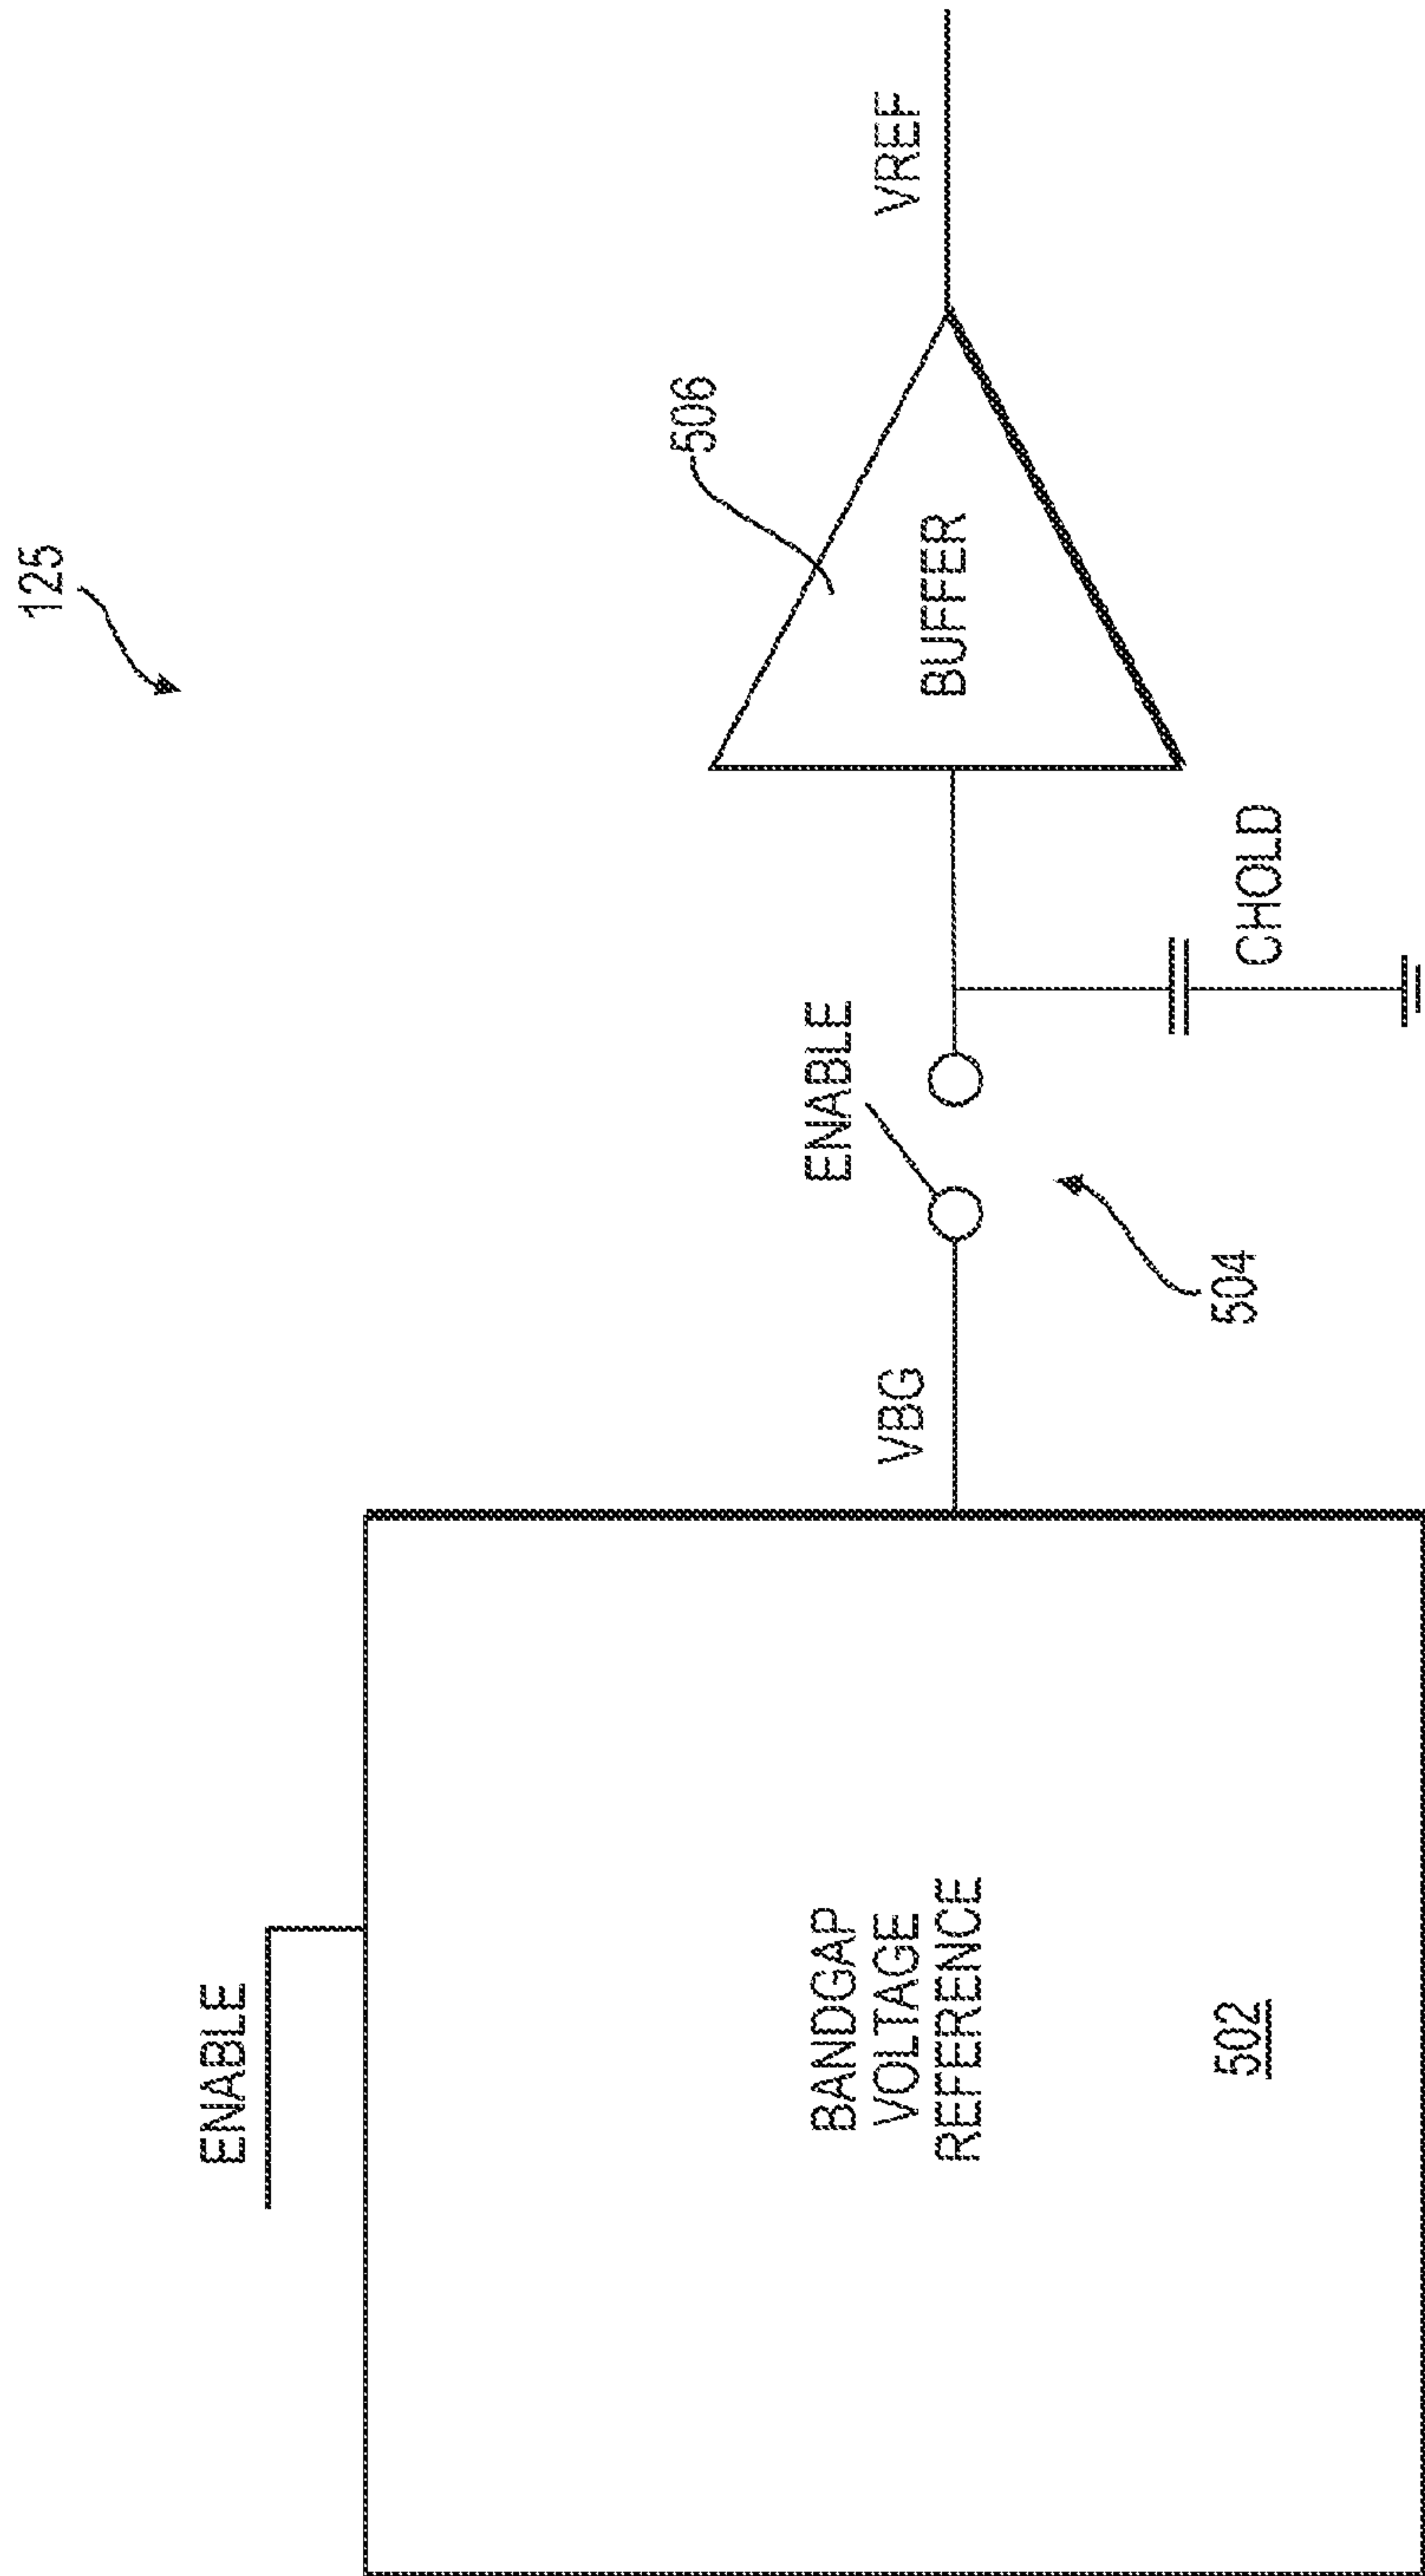 125
ENABLE
506
BANDGAP
VOLTAGE
REFERENCE
502
VBG
ENABLE
504
CHOLD
BUFFER
VREF